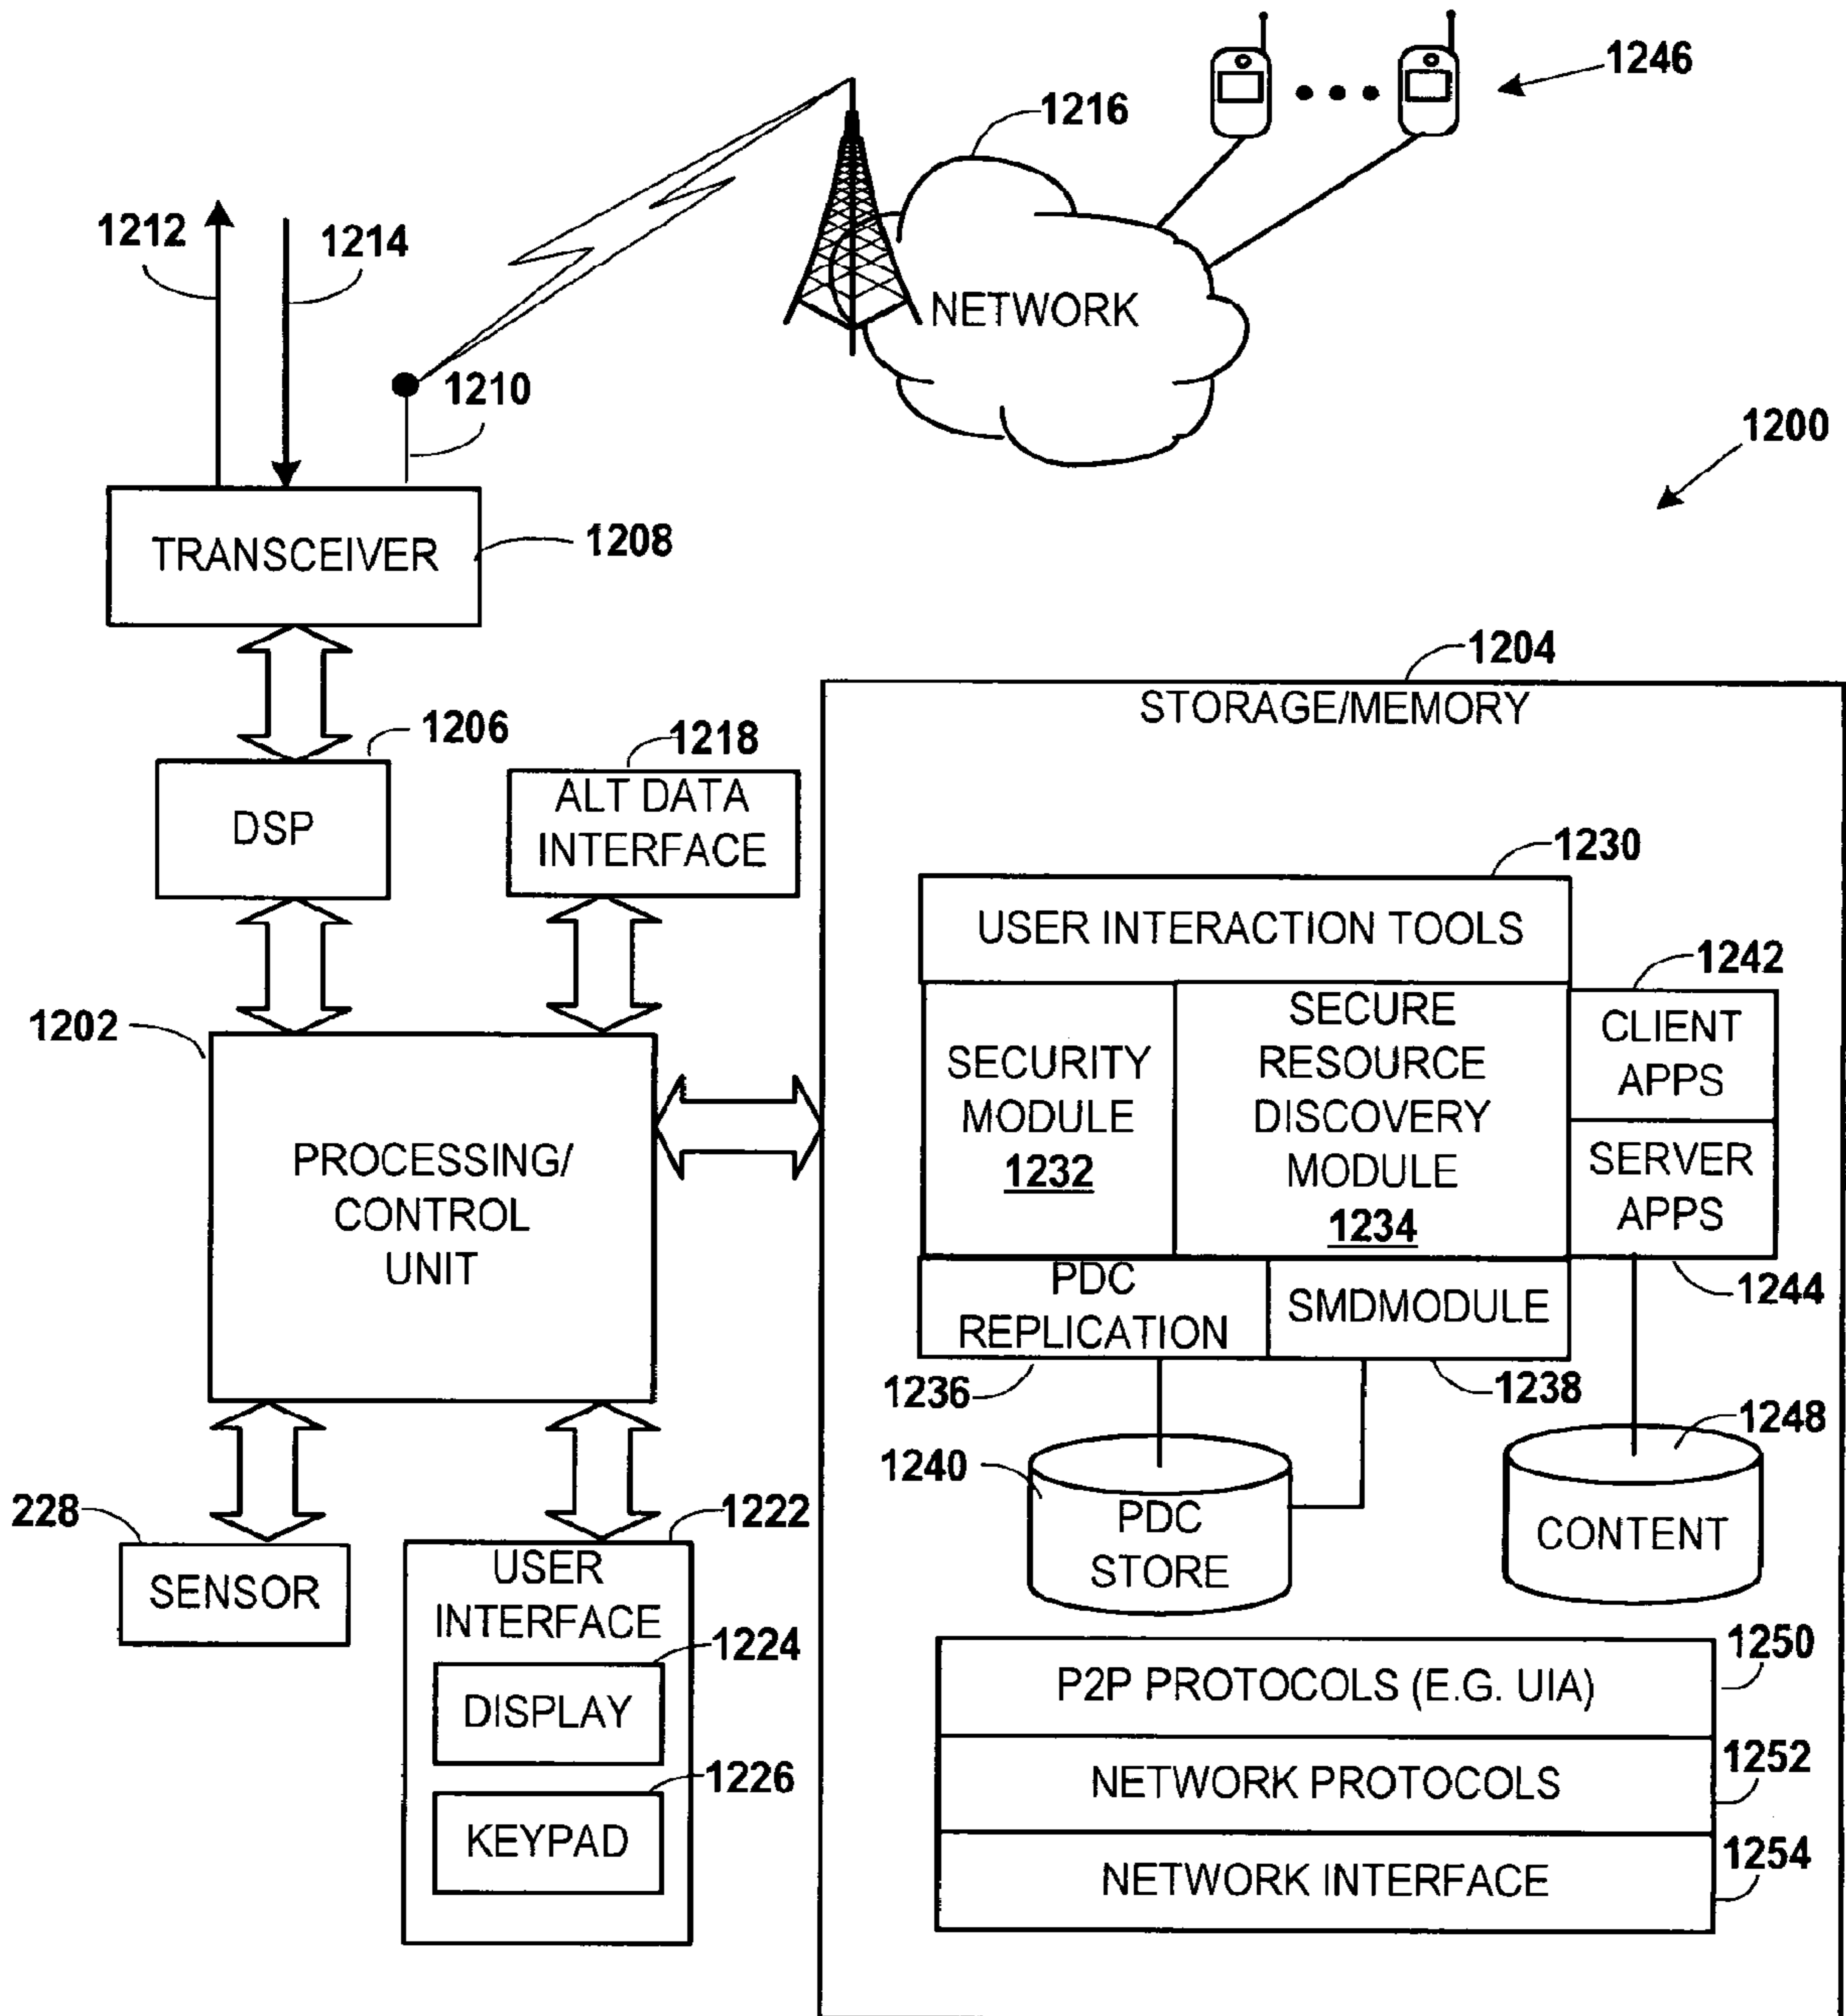 1246
1216
1212
1214
NETWORK
1210
1200
TRANSCEIVER
1208
1204
STORAGE/MEMORY
1206
DSP
1218
ALT DATA
INTERFACE
1230
USER INTERACTION TOOLS
1202
PROCESSING/
CONTROL
UNIT
SECURITY
MODULE
1232
SECURE
RESOURCE
DISCOVERY
MODULE
1234
1242
CLIENT
APPS
SERVER
APPS
1244
PDC
REPLICATION
SMDMODULE
1236
1238
1240
PDC
STORE
1248
CONTENT
228
SENSOR
1222
USER
INTERFACE
1224
DISPLAY
1226
KEYPAD
1250
P2P PROTOCOLS (E.G. UIA)
1252
NETWORK PROTOCOLS
1254
NETWORK INTERFACE